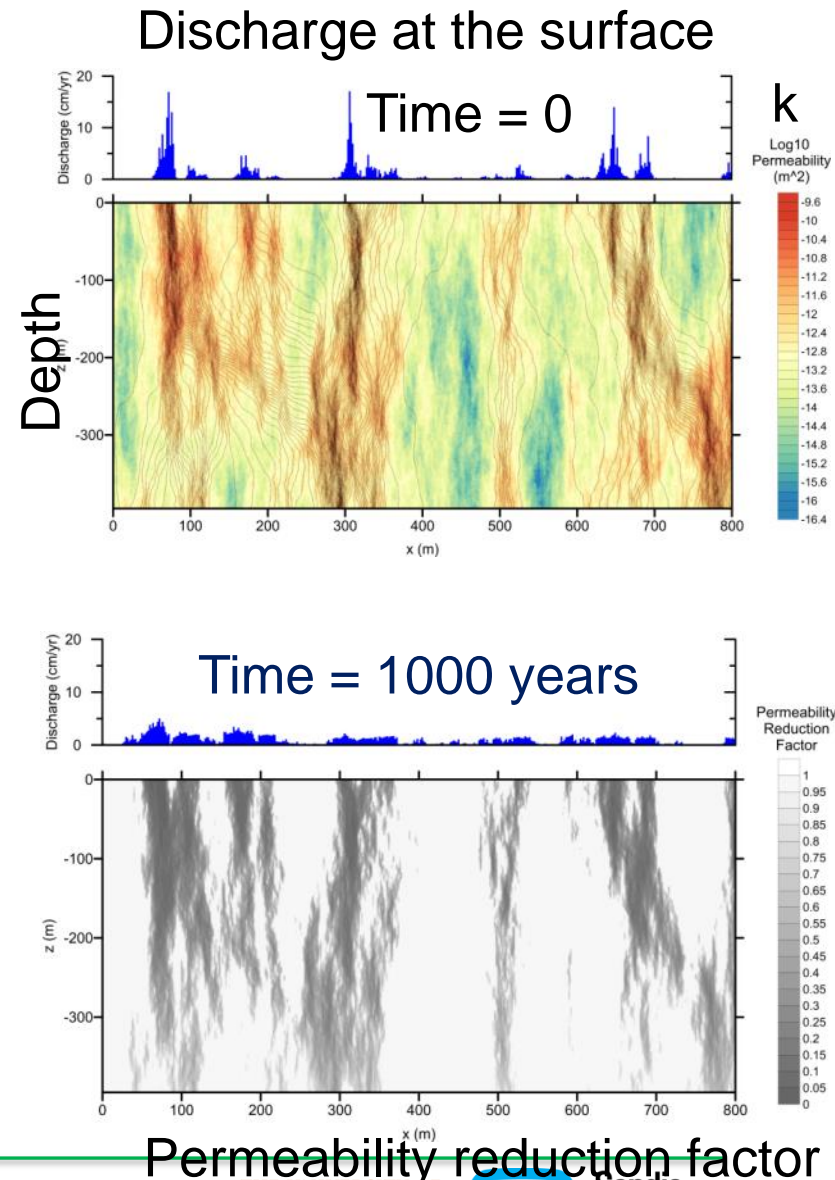 Discharge at the surface
Discharge (cm/yr)
20
10
0
Time = 0
k
Log10
Permeability
(m^2)
-9.6
-10
-10.4
-10.8
-11.2
-11.6
-12
-12.4
-12.8
-13.2
-13.6
-14
-14.4
-14.8
-15.2
-15.6
-16
-16.4
Depth
0
-100
-200
-300
0 100 200 300 400 500 600 700 800
x (m)
Discharge (cm/yr)
20
10
0
Time = 1000 years
Permeability
Reduction
Factor
1
0.95
0.9
0.85
0.8
0.75
0.7
0.65
0.6
0.55
0.5
0.45
0.4
0.35
0.3
0.25
0.2
0.15
0.1
0.05
0
z (m)
0
-100
-200
-300
0 100 200 300 400 500 600 700 800
x (m)
Permeability reduction factor